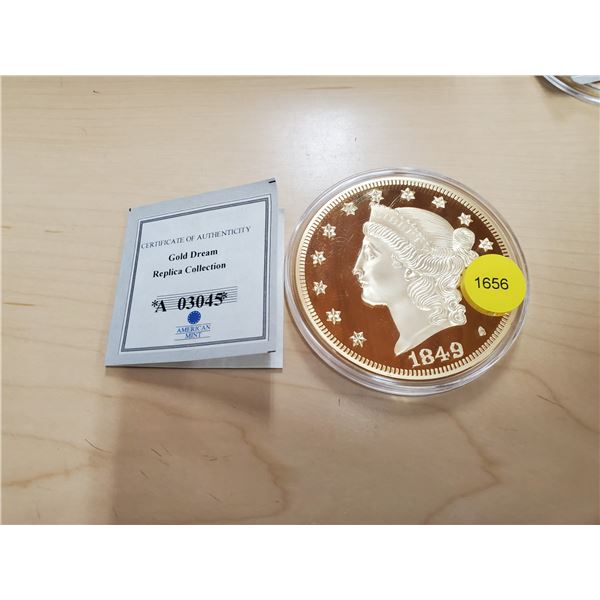 CERTIFICATE OF AUTHENTICITY
Gold Dream
Replica Collection
*A 03045*
AMERICAN
MINT
1849
1656